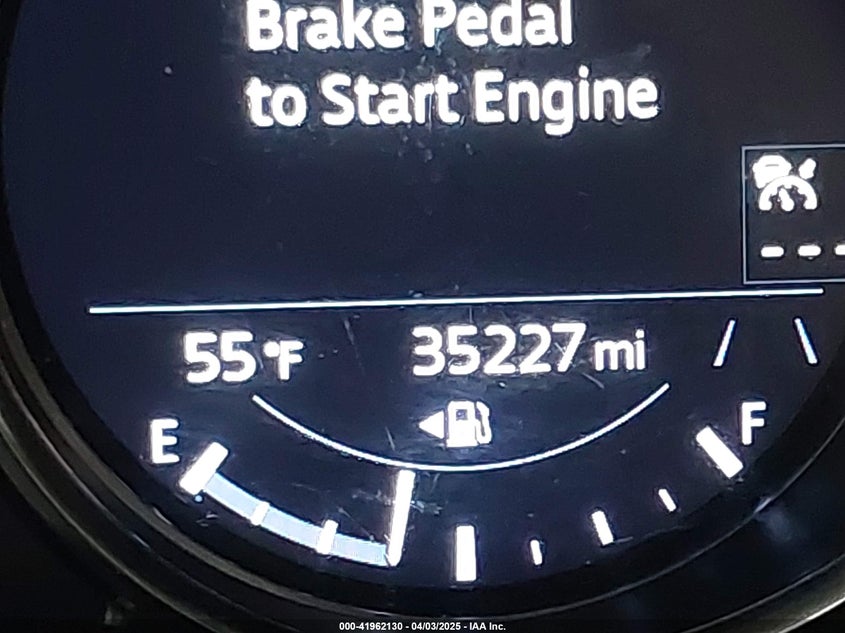 Brake Pedal
to Start Engine
55°F 35227 mi
E F
000-41962130 - 04/03/2025 - IAA Inc.